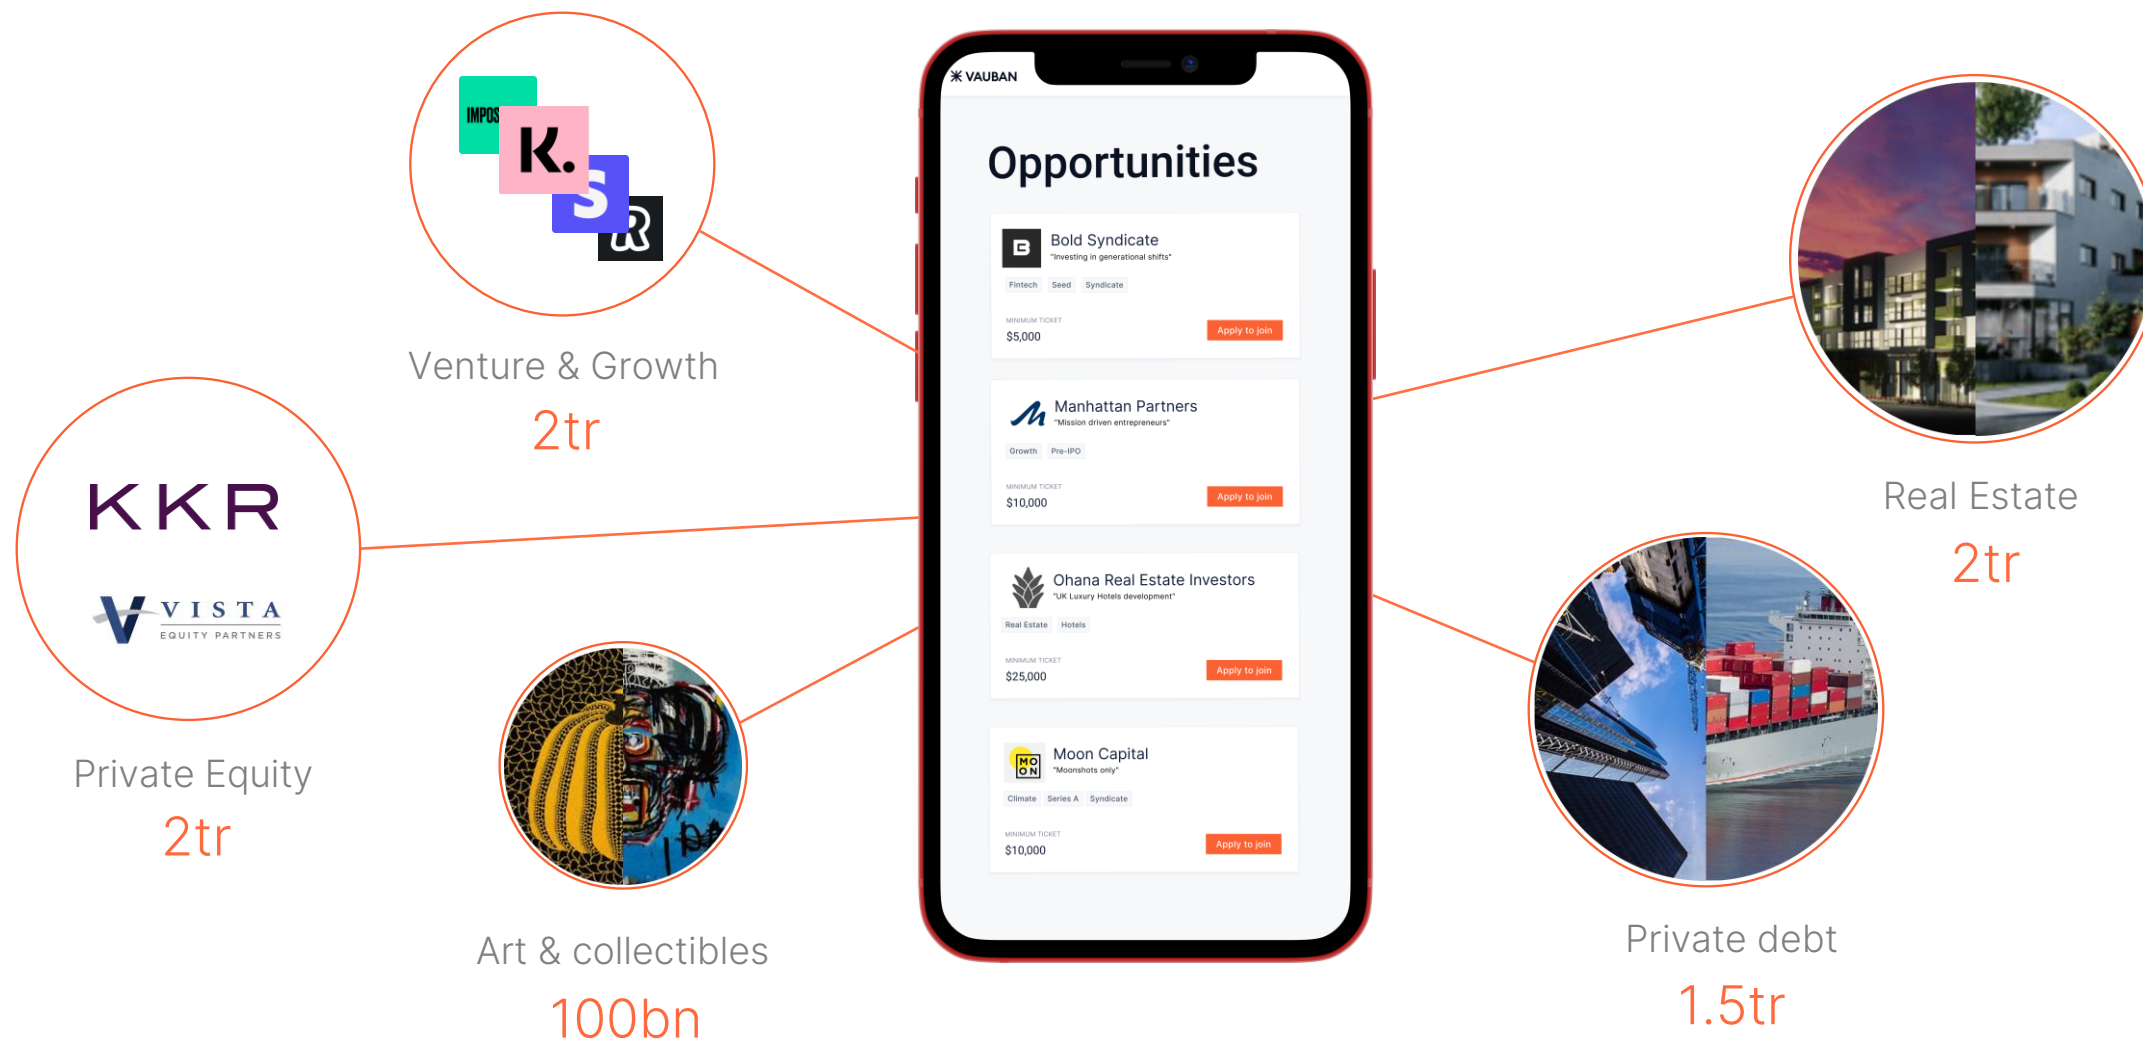 IMPOS
K.
S
R
Venture & Growth
2tr
KKR
VISTA
EQUITY PARTNERS
Private Equity
2tr
Art & collectibles
100bn
VAUBAN
Opportunities
B
Bold Syndicate
"Investing in generational shifts"
Fintech Seed Syndicate
MINIMUM TICKET
$5,000
Apply to join
Manhattan Partners
"Mission driven entrepreneurs"
Growth Pre-IPO
MINIMUM TICKET
$10,000
Apply to join
Ohana Real Estate Investors
"UK Luxury Hotels development"
Real Estate Hotels
MINIMUM TICKET
$25,000
Apply to join
MO
ON
Moon Capital
"Moonshots only"
Climate Series A Syndicate
MINIMUM TICKET
$10,000
Apply to join
Real Estate
2tr
Private debt
1.5tr